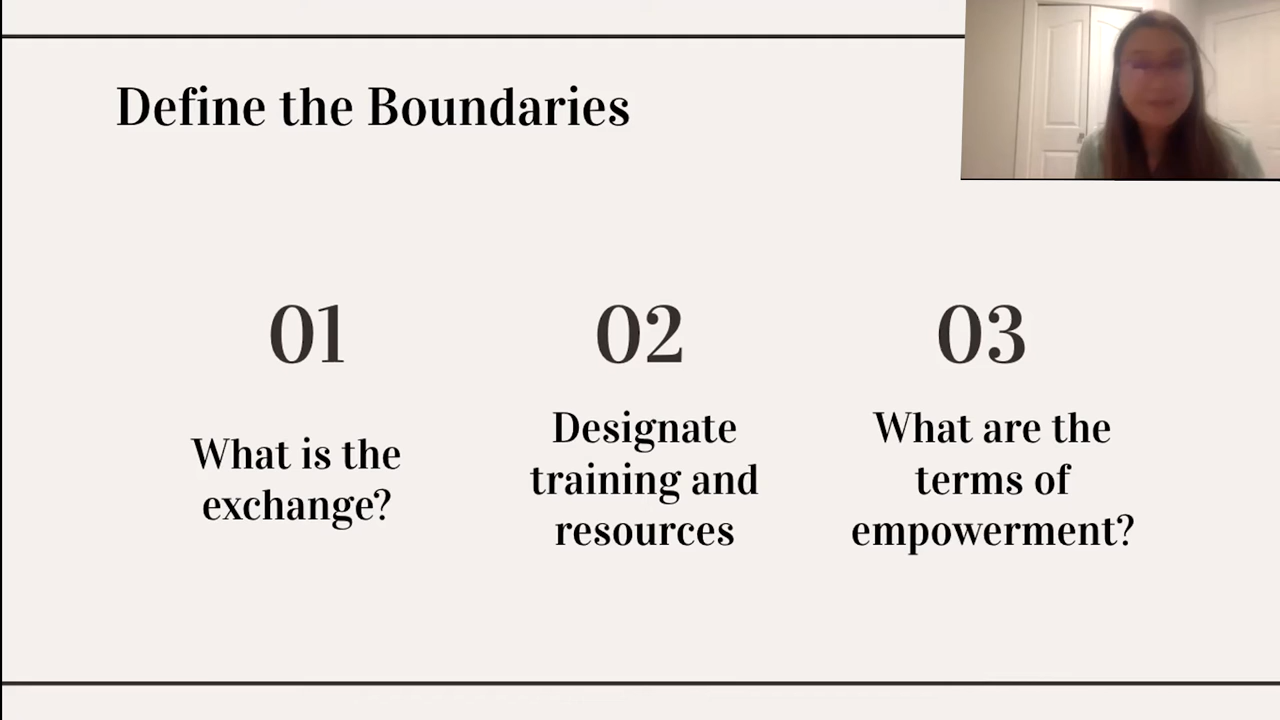 Define the Boundaries
01
What is the
exchange?
02
Designate
training and
resources
03
What are the
terms of
empowerment?